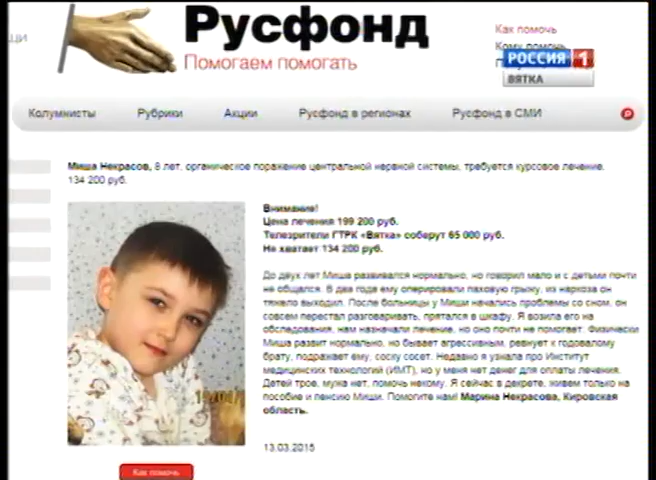 Русфонд
Помогаем помогать
ЦИ
Как помочь
Кому помочь
РОССИЯ 1
ВЯТКА
Колумнисты Рубрики Акции Русфонд в регионах Русфонд в СМИ
Миша Некрасов, 8 лет, органическое поражение центральной нервной системы, требуется курсовое лечение.
134 200 руб.
Внимание!
Цена лечения 199 200 руб.
Телезрители ГТРК «Вятка» соберут 65 000 руб.
Не хватает 134 200 руб.
До двух лет Миша развивался нормально, но говорил мало и с детьми почти
не общался. В два года ему оперировали паховую грыжу, из наркоза он
тяжело выходил. После больницы у Миши начались проблемы со сном, он
совсем перестал разговаривать, прятался в шкафу. Я возила его на
обследования, нам назначали лечение, но оно почти не помогает. Физически
Миша развит нормально, но бывает агрессивным, ревнует к годовалому
брату, подражает ему, соску сосет. Недавно я узнала про Институт
медицинских технологий (ИМТ), но у меня нет денег для оплаты лечения.
Детей трое, мужа нет, помочь некому. Я сейчас в декрете, живем только на
пособие и пенсию Миши. Помогите нам! Марина Некрасова, Кировская
область.
13.03.2015
Как помочь